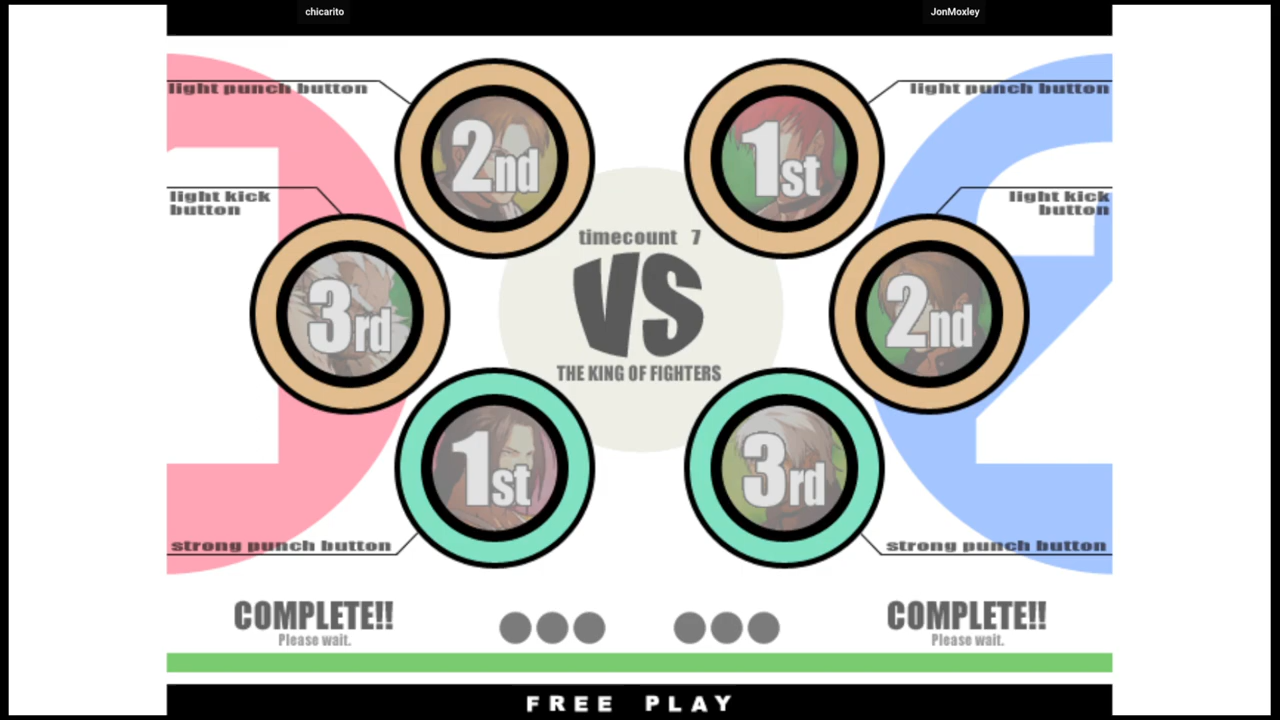 chicarito
JonMoxley
light punch button
light punch button
2nd
1st
light kick
button
light kick
button
timecount 7
VS
THE KING OF FIGHTERS
3rd
2nd
1st
3rd
strong punch button
strong punch button
COMPLETE!!
Please wait.
COMPLETE!!
Please wait.
FREE PLAY